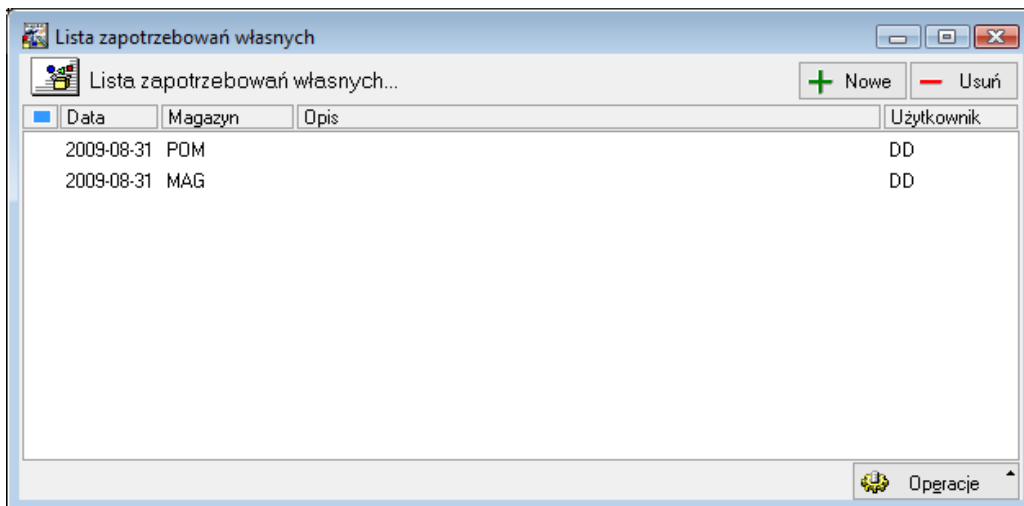 Lista zapotrzebowań własnych
Lista zapotrzebowań własnych... Nowe Usuń
Data Magazyn Opis Użytkownik
2009-08-31 POM DD
2009-08-31 MAG DD
Operacje